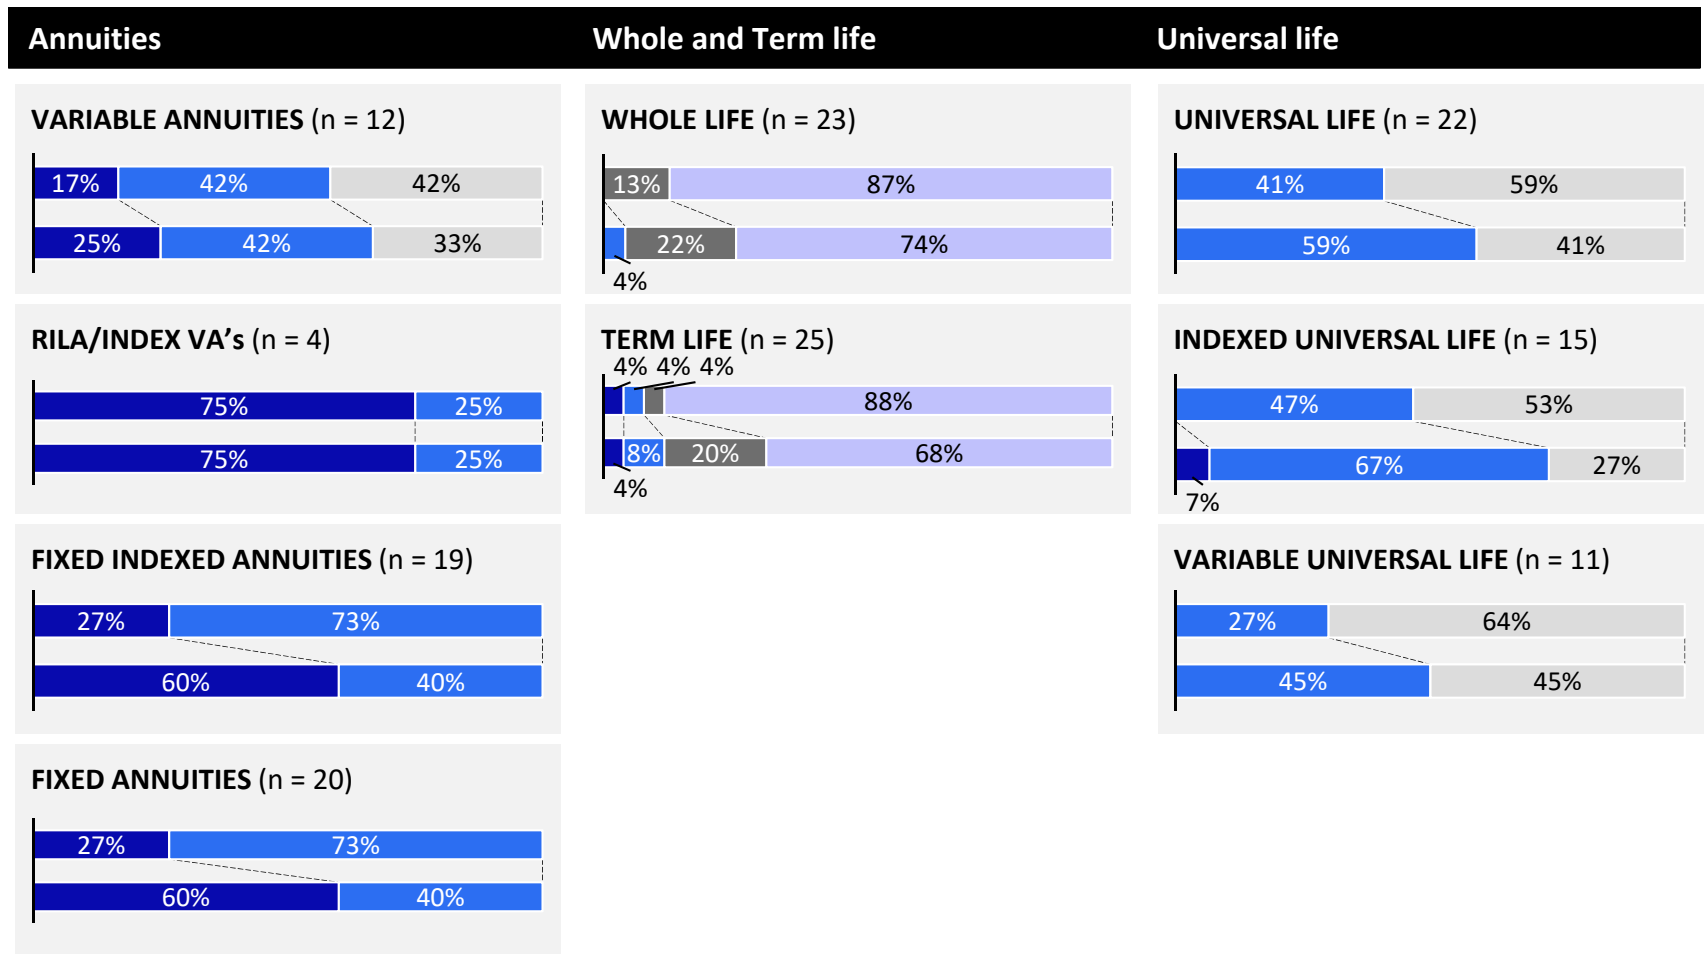 Annuities
Whole and Term life
Universal life
VARIABLE ANNUITIES (n = 12)
17% 42% 42%
25% 42% 33%
RILA/INDEX VA’s (n = 4)
75% 25%
75% 25%
FIXED INDEXED ANNUITIES (n = 19)
27% 73%
60% 40%
FIXED ANNUITIES (n = 20)
27% 73%
60% 40%
WHOLE LIFE (n = 23)
13% 87%
22% 74%
4%
TERM LIFE (n = 25)
4% 4% 4%
88%
8% 20% 68%
4%
UNIVERSAL LIFE (n = 22)
41% 59%
59% 41%
INDEXED UNIVERSAL LIFE (n = 15)
47% 53%
67% 27%
7%
VARIABLE UNIVERSAL LIFE (n = 11)
27% 64%
45% 45%